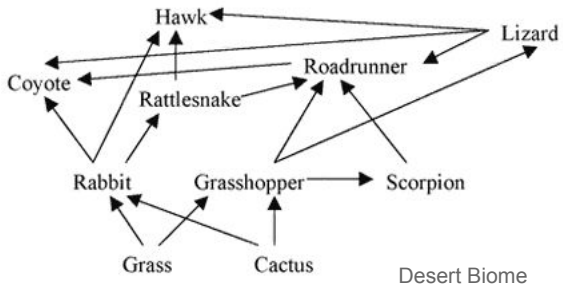 Hawk
Lizard
Roadrunner
Coyote
Rattlesnake
Rabbit
Grasshopper
Scorpion
Grass
Cactus
Desert Biome